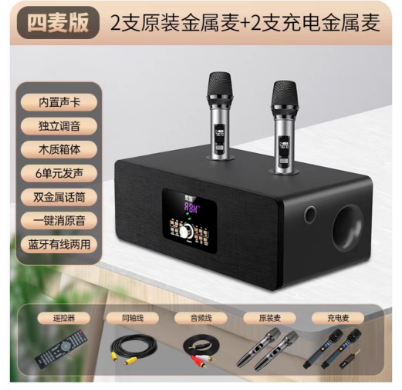 四麦版
2支原装金属麦+2支充电金属麦
内置声卡
独立调音
木质箱体
6单元发声
双金属话筒
一键消原音
蓝牙有线两用
遥控器
同轴线
音频线
原装麦
充电麦